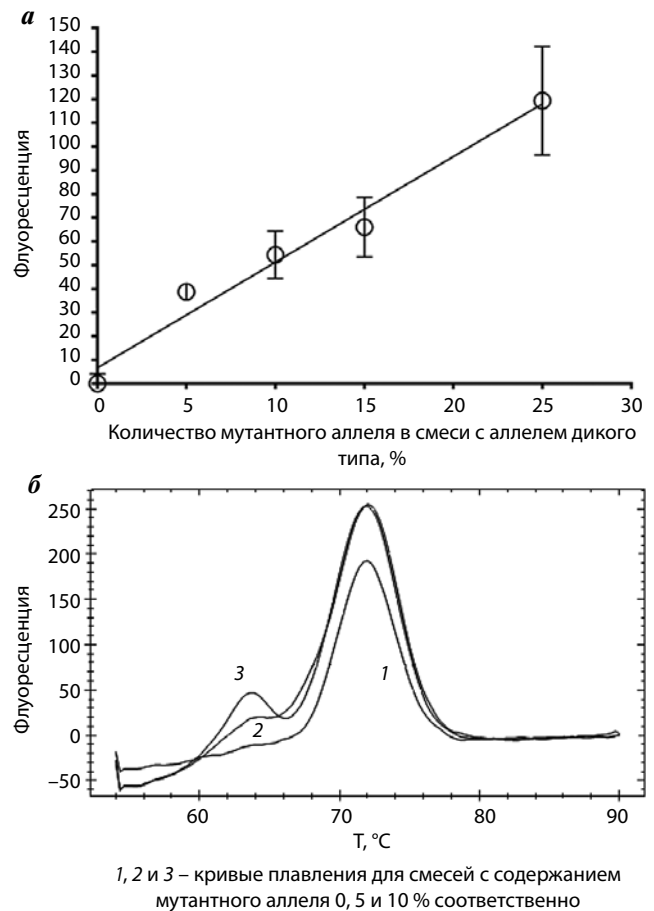 а
150
140
130
120
110
100
90
80
70
60
50
40
30
20
10
0
Флуоресценция
0 5 10 15 20 25 30
Количество мутантного аллеля в смеси с аллелем дикого
типа, %
б
250
200
150
100
50
0
–50
Флуоресценция
3
2
1
60 70 80 90
T, °C
1, 2 и 3 – кривые плавления для смесей с содержанием
мутантного аллеля 0, 5 и 10 % соответственно